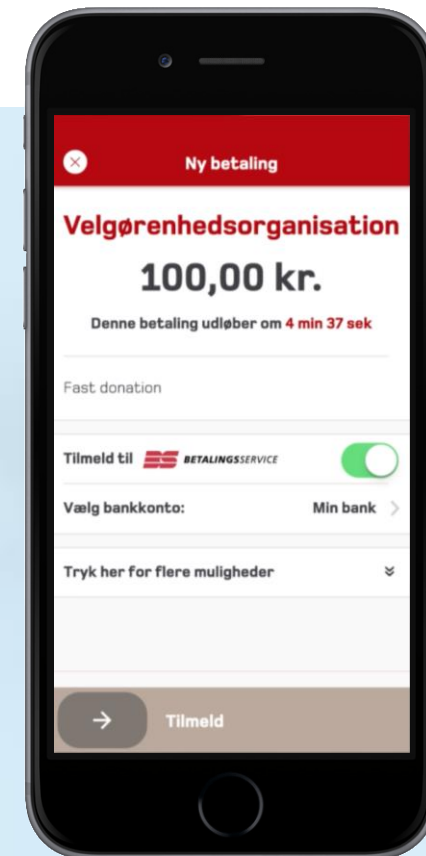 Ny betaling
Velgørenhedsorganisation
100,00 kr.
Denne betaling udløber om 4 min 37 sek
Fast donation
Tilmeld til BS BETALINGSSERVICE
Vælg bankkonto: Min bank
Tryk her for flere muligheder
Tilmeld